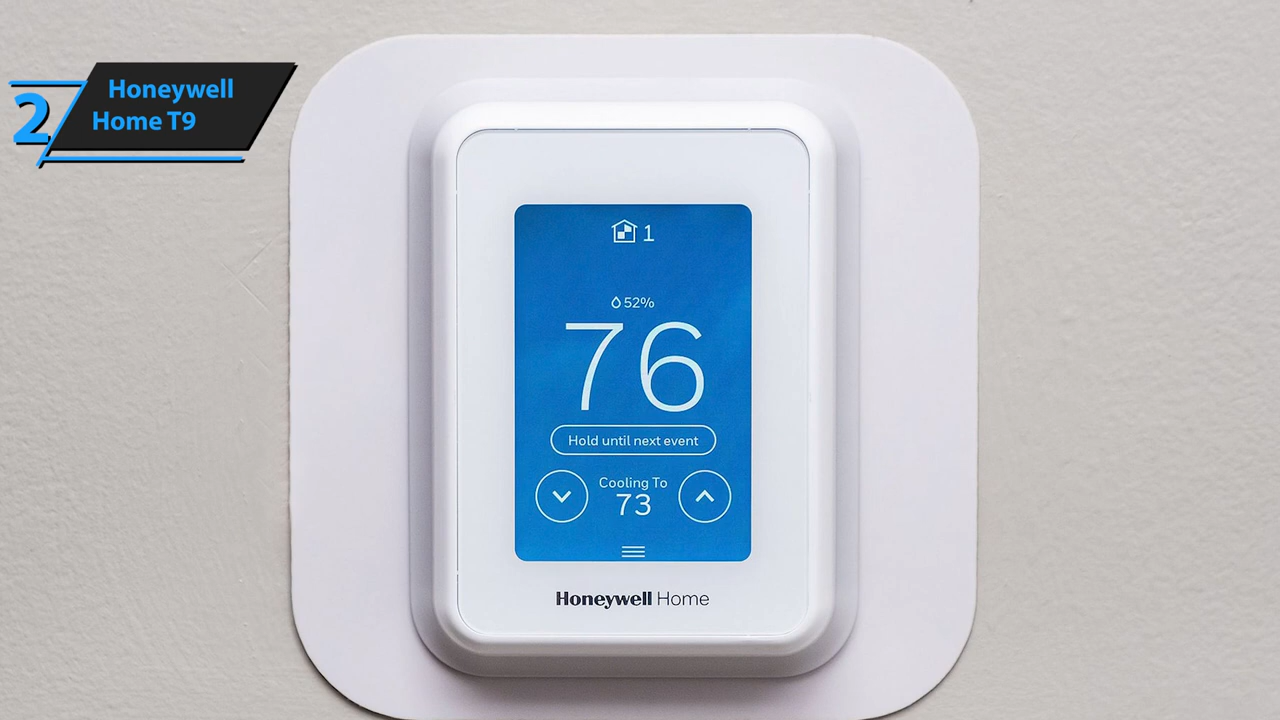 2
Honeywell
Home T9
1
52%
76
Hold until next event
Cooling To
73
Honeywell Home